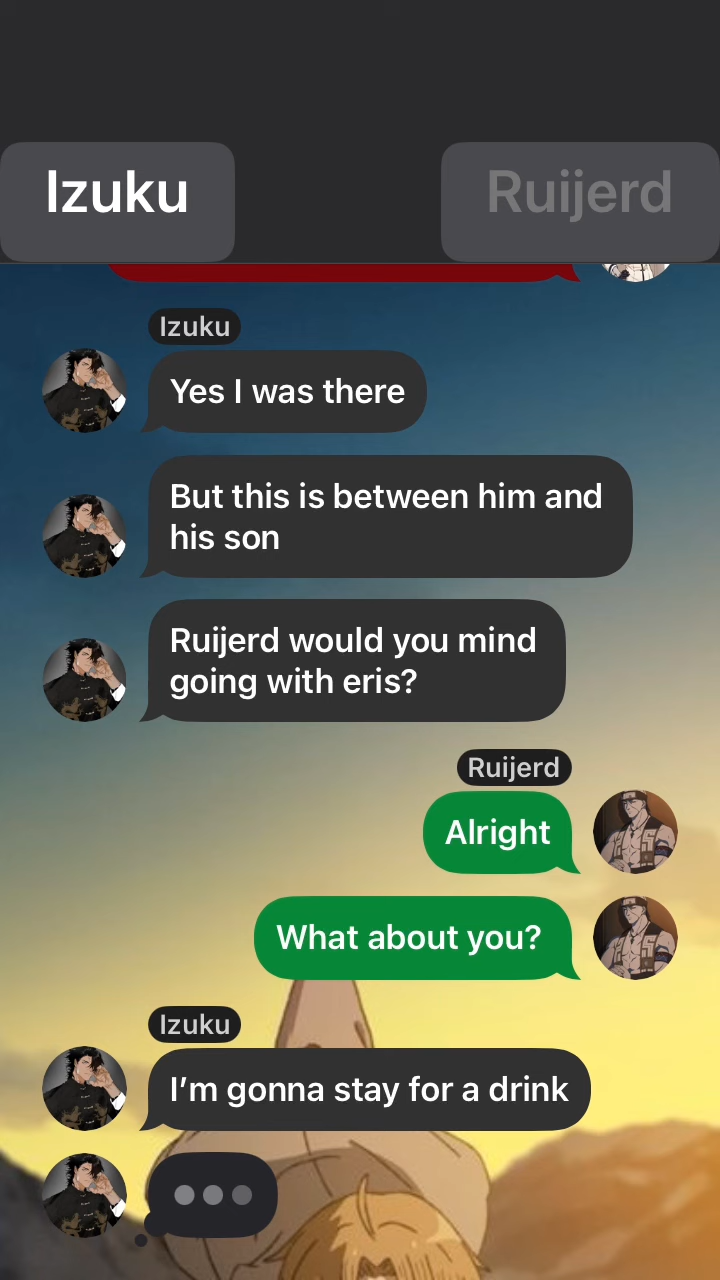 Izuku
Ruijerd
Izuku
Yes I was there
But this is between him and
his son
Ruijerd would you mind
going with eris?
Ruijerd
Alright
What about you?
Izuku
I’m gonna stay for a drink